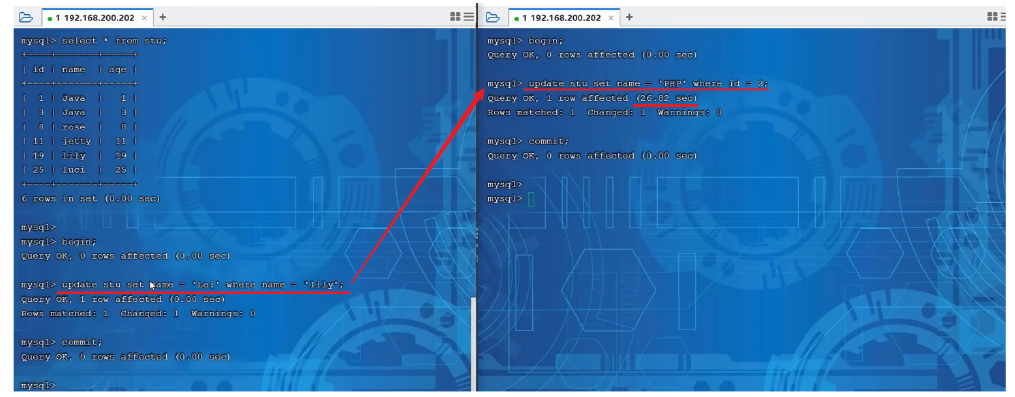 1 192.168.200.202 × +
mysql> select * from stu;
+----+-------+-----+
| id | name | age |
+----+-------+-----+
| 1 | Java | 1 |
| 3 | Java | 3 |
| 8 | rose | 8 |
| 11 | jetty | 11 |
| 19 | lily | 19 |
| 25 | luci | 25 |
+----+-------+-----+
6 rows in set (0.00 sec)
mysql>
mysql> begin;
Query OK, 0 rows affected (0.00 sec)
mysql> update stu set name = 'Lei' where name = 'lily';
Query OK, 1 row affected (0.00 sec)
Rows matched: 1 Changed: 1 Warnings: 0
mysql> commit;
Query OK, 0 rows affected (0.00 sec)
mysql>
1 192.168.200.202 × +
mysql> begin;
Query OK, 0 rows affected (0.00 sec)
mysql> update stu set name = 'PHP' where id = 3;
Query OK, 1 row affected (26.82 sec)
Rows matched: 1 Changed: 1 Warnings: 0
mysql> commit;
Query OK, 0 rows affected (0.00 sec)
mysql>
mysql>